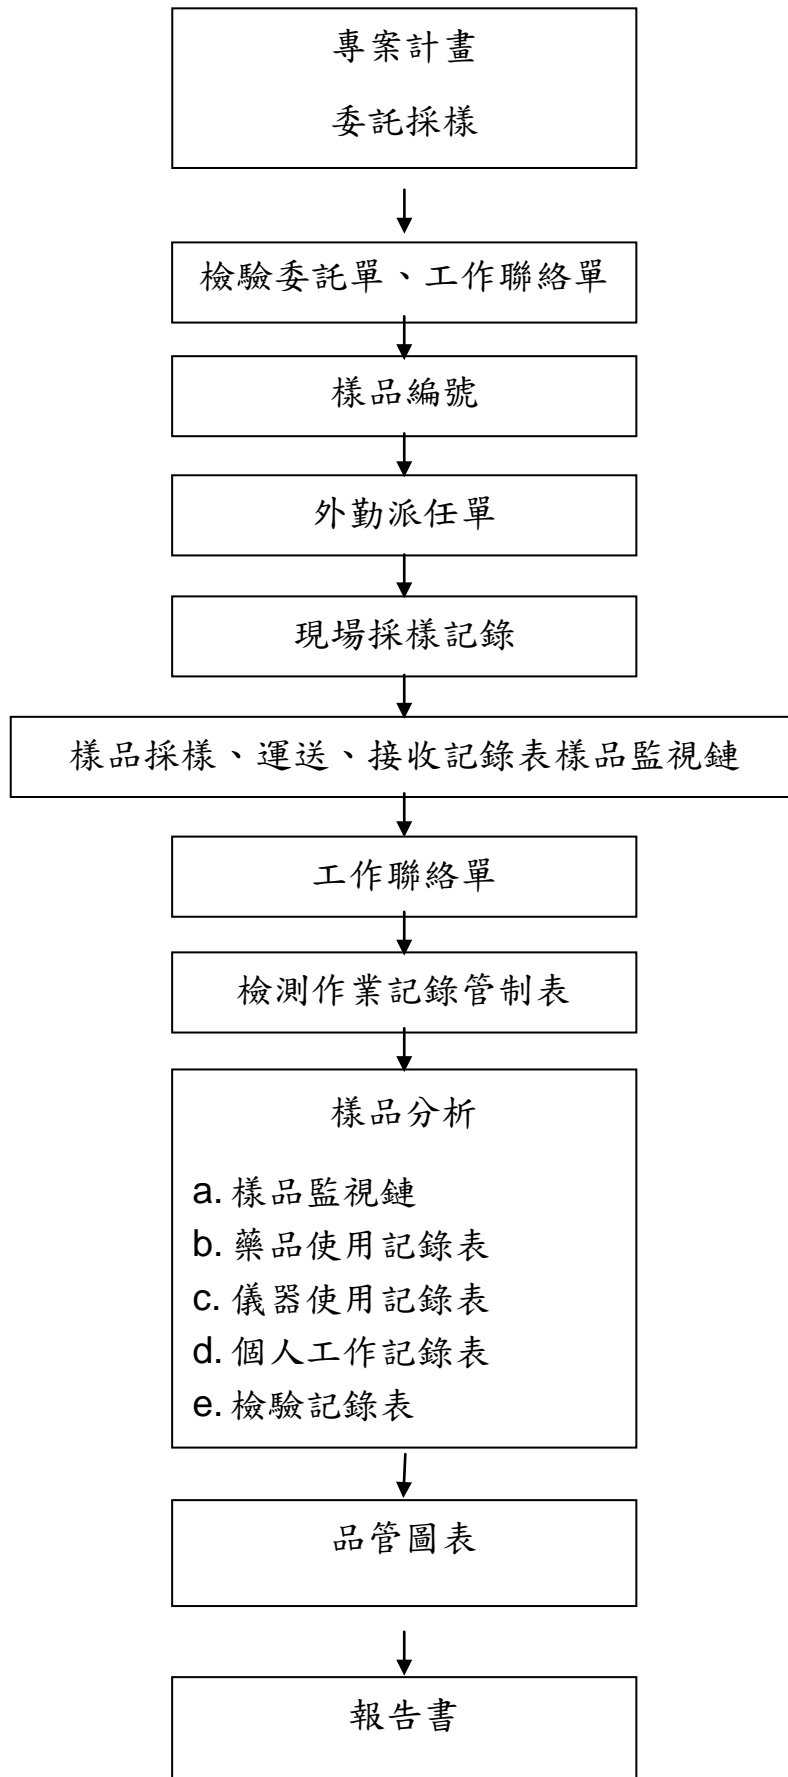 專案計畫
委託採樣
檢驗委託單、工作聯絡單
樣品編號
外勤派任單
現場採樣記錄
樣品採樣、運送、接收記錄表樣品監視鏈
工作聯絡單
檢測作業記錄管制表
樣品分析
a. 樣品監視鏈
b. 藥品使用記錄表
c. 儀器使用記錄表
d. 個人工作記錄表
e. 檢驗記錄表
品管圖表
報告書